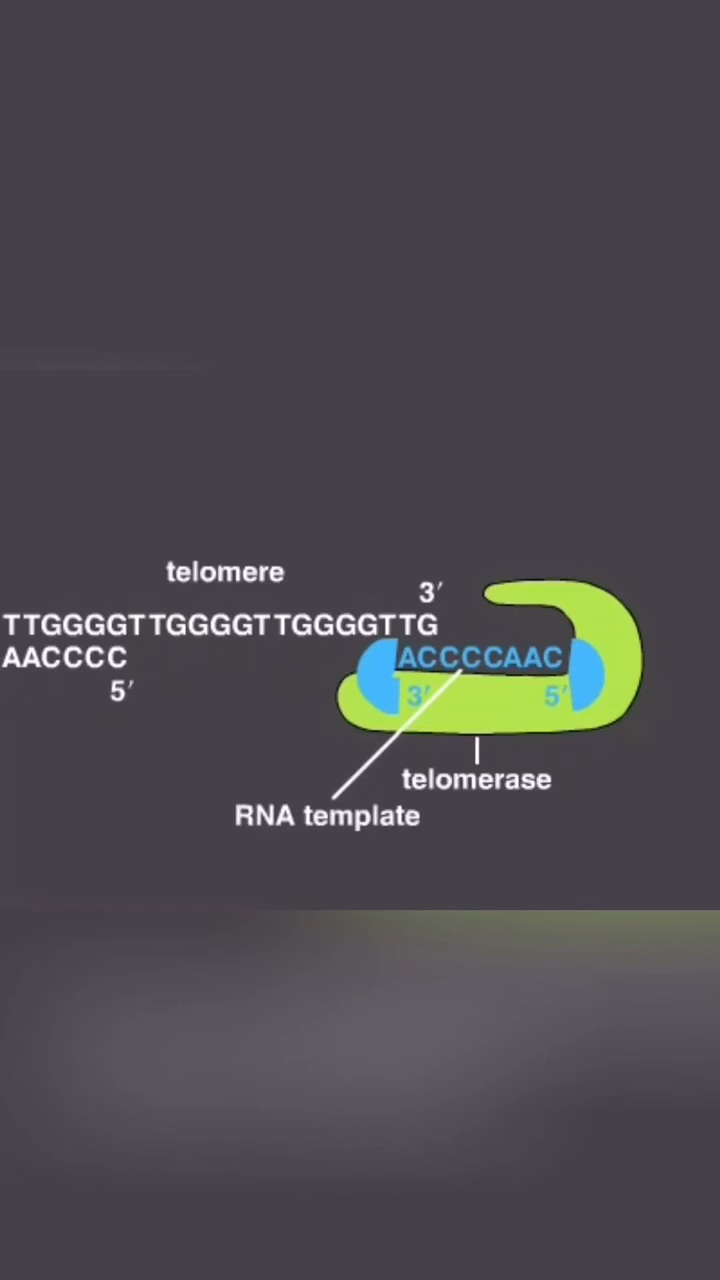 telomere
3′
TTGGGGTTGGGGTTGGGGTTG
AACCCC
ACCCCAAC
5′
3′
5′
telomerase
RNA template